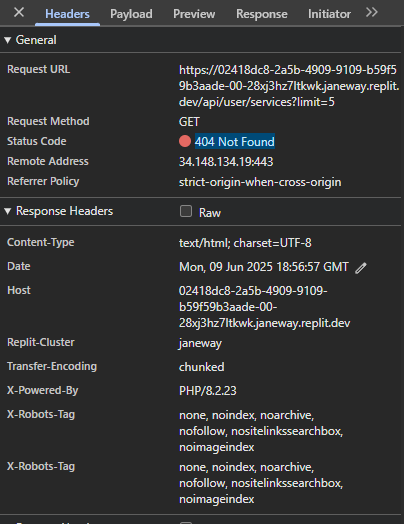 Headers Payload Preview Response Initiator
General
Request URL
https://02418dc8-2a5b-4909-9109-b59f5
9b3aade-00-28xj3hz7ltkwk.janeway.replit.
dev/api/user/services?limit=5
Request Method GET
Status Code 404 Not Found
Remote Address 34.148.134.19:443
Referrer Policy strict-origin-when-cross-origin
Response Headers Raw
Content-Type text/html; charset=UTF-8
Date Mon, 09 Jun 2025 18:56:57 GMT
Host 02418dc8-2a5b-4909-9109-
b59f59b3aade-00-
28xj3hz7ltkwk.janeway.replit.dev
Replit-Cluster janeway
Transfer-Encoding chunked
X-Powered-By PHP/8.2.23
X-Robots-Tag none, noindex, noarchive,
nofollow, nositelinkssearchbox,
noimageindex
X-Robots-Tag none, noindex, noarchive,
nofollow, nositelinkssearchbox,
noimageindex